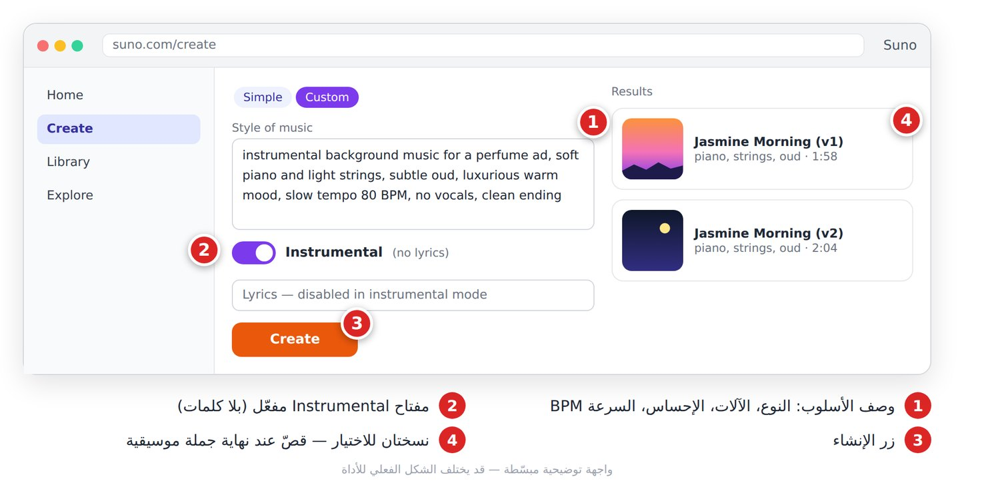 suno.com/create
Suno
Home
Create
Library
Explore
Simple
Custom
Style of music
1
instrumental background music for a perfume ad, soft
piano and light strings, subtle oud, luxurious warm
mood, slow tempo 80 BPM, no vocals, clean ending
2
Instrumental (no lyrics)
Lyrics — disabled in instrumental mode
3
Create
Results
4
Jasmine Morning (v1)
piano, strings, oud · 1:58
Jasmine Morning (v2)
piano, strings, oud · 2:04
1 وصف الأسلوب: النوع، الآلات، الإحساس، السرعة BPM
2 مفتاح Instrumental مفعّل (بلا كلمات)
3 زر الإنشاء
4 نسختان للاختيار — قصّ عند نهاية جملة موسيقية
واجهة توضيحية مبسّطة — قد يختلف الشكل الفعلي للأداة